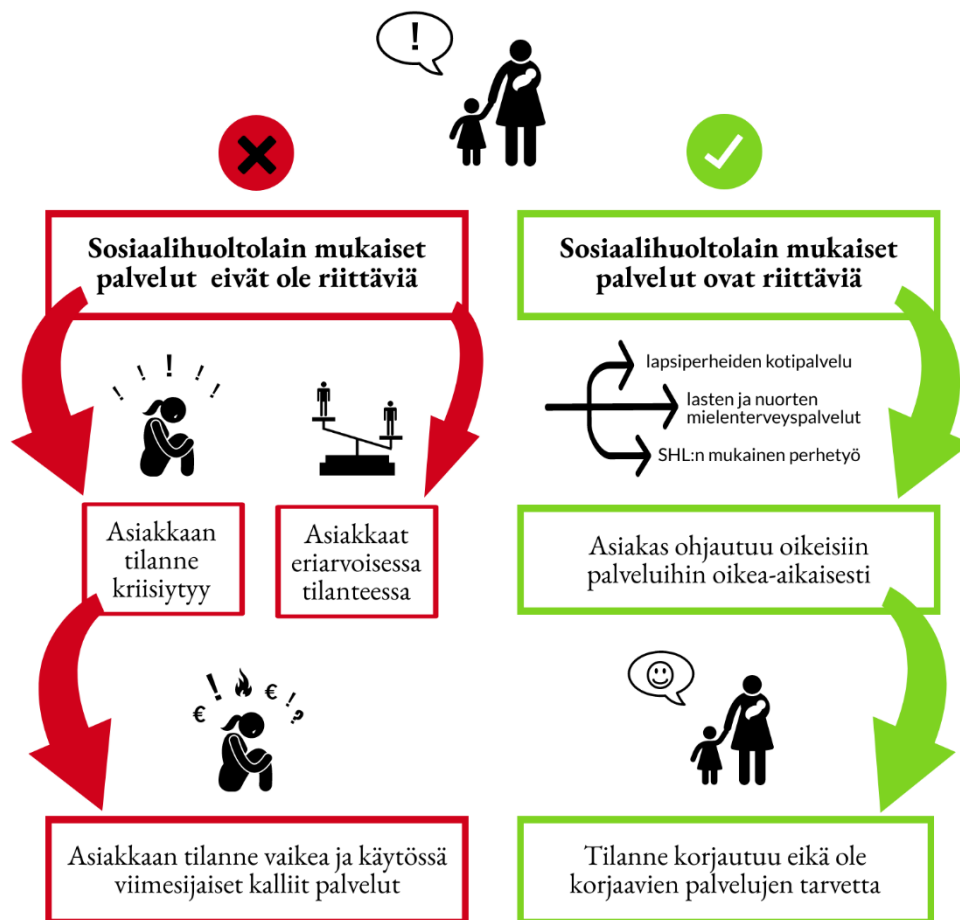 !
Sosiaalihuoltolain mukaiset
palvelut eivät ole riittäviä
! ! ! ! !
Asiakkaan
tilanne
kriisiytyy
Asiakkaat
eriarvoisessa
tilanteessa
€ ! € ! ?
Asiakkaan tilanne vaikea ja käytössä
viimesijaiset kalliit palvelut
Sosiaalihuoltolain mukaiset
palvelut ovat riittäviä
lapsiperheiden kotipalvelu
lasten ja nuorten
mielenterveyspalvelut
SHL:n mukainen perhetyö
Asiakas ohjautuu oikeisiin
palveluihin oikea-aikaisesti
Tilanne korjautuu eikä ole
korjaavien palvelujen tarvetta